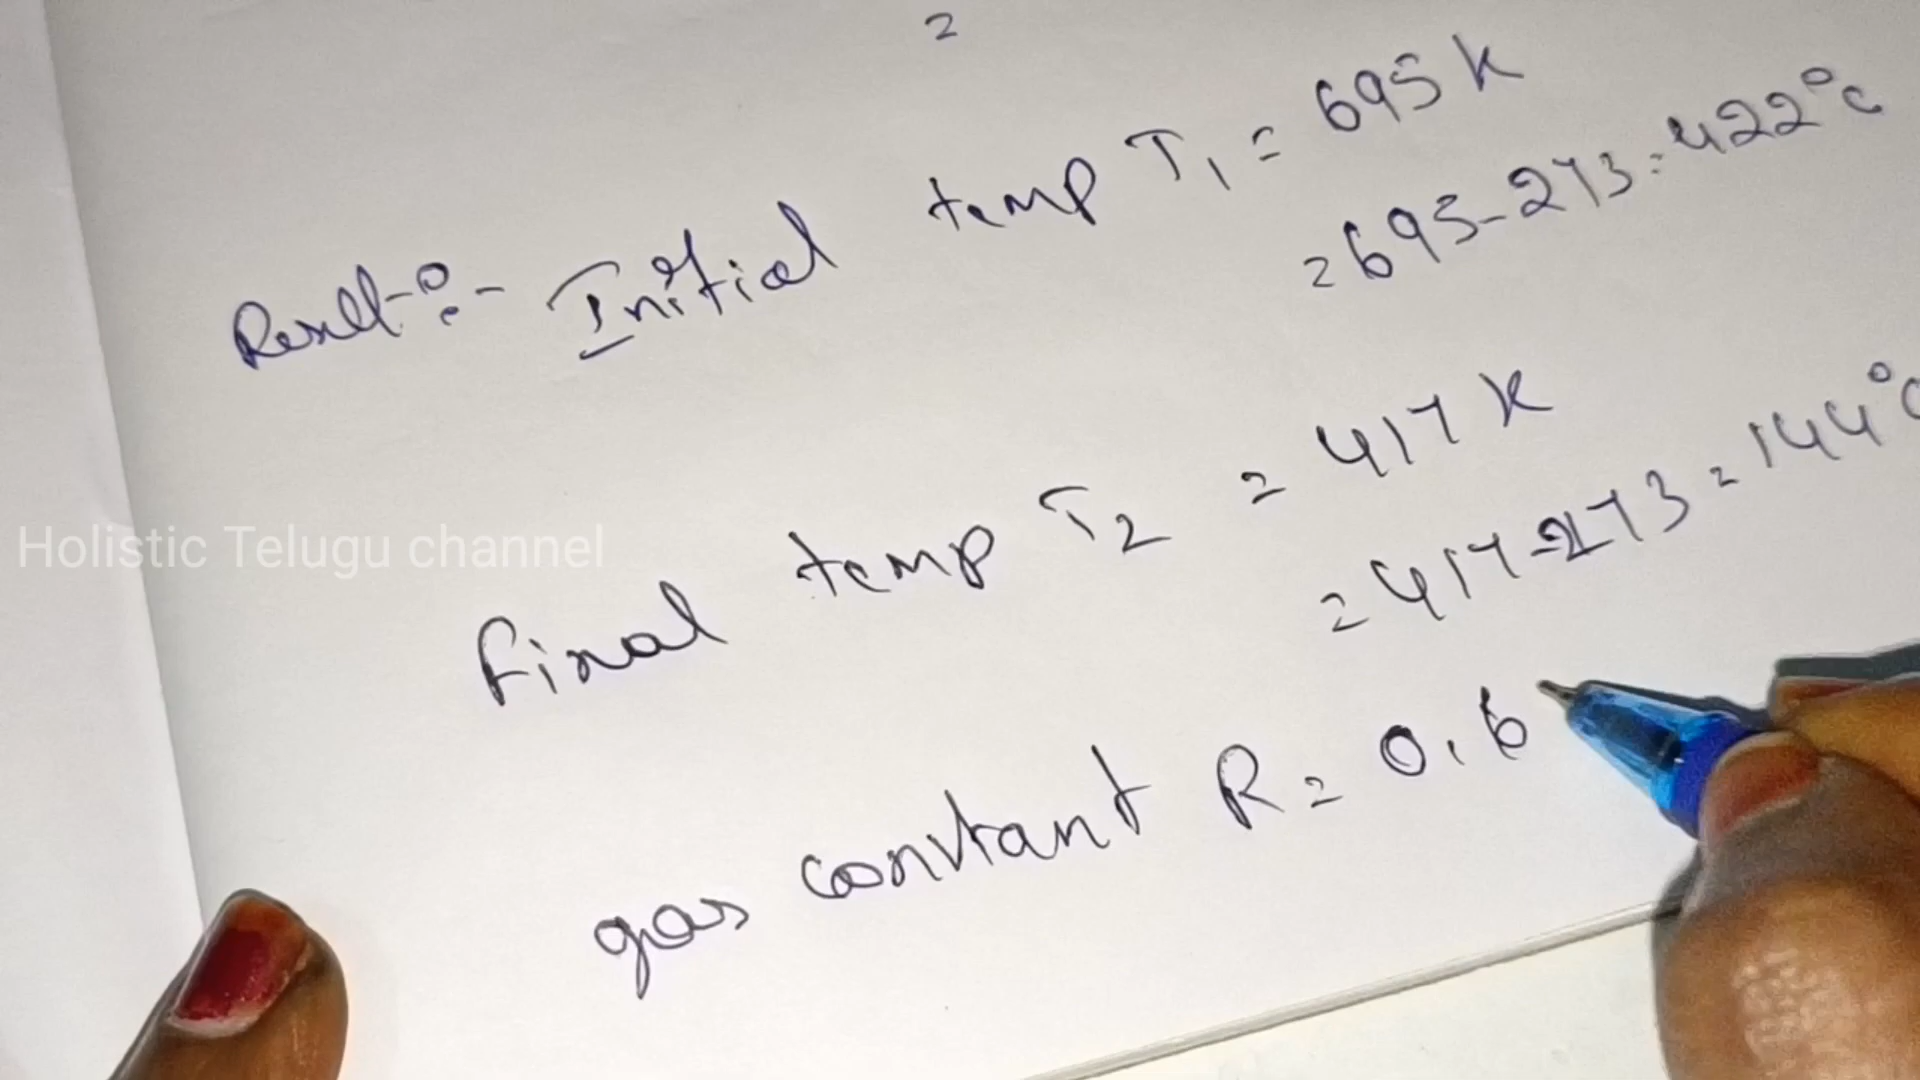 2
Result:- Initial temp T1 = 695 K
= 695-273 = 422°C
Final temp T2 = 417 K
= 417-273 = 144°C
Holistic Telugu channel
gas constant R = 0.6